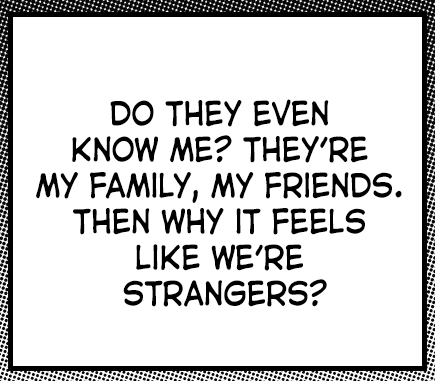 DO THEY EVEN
KNOW ME? THEY'RE
MY FAMILY, MY FRIENDS.
THEN WHY IT FEELS
LIKE WE'RE
STRANGERS?